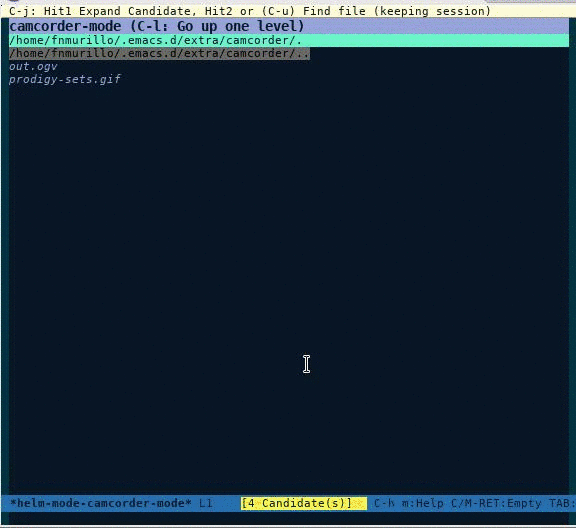 C-j: Hit1 Expand Candidate, Hit2 or (C-u) Find file (keeping session)
camcorder-mode (C-l: Go up one level)
/home/fnmurillo/.emacs.d/extra/camcorder/.
/home/fnmurillo/.emacs.d/extra/camcorder/..
out.ogv
prodigy-sets.gif
*helm-mode-camcorder-mode* L1 [4 Candidate(s)] C-h m:Help C/M-RET:Empty TAB: